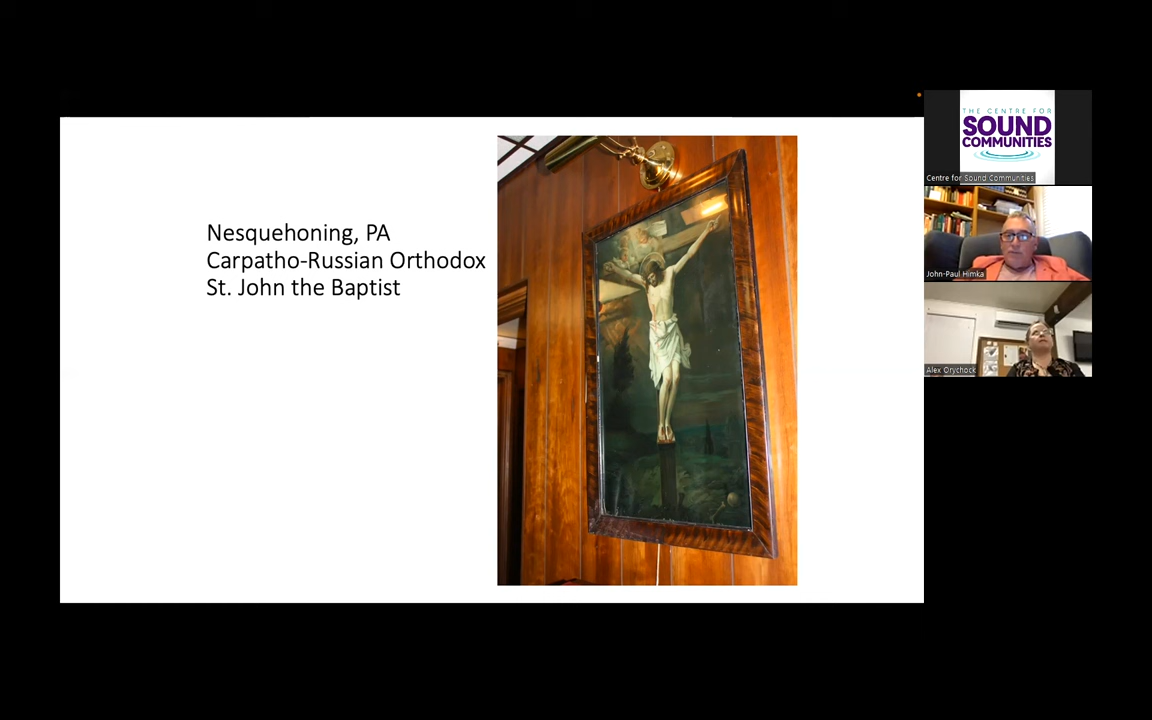 Nesquehoning, PA
Carpatho-Russian Orthodox
St. John the Baptist
THE CENTRE FOR
SOUND
COMMUNITIES
Centre for Sound Communities
John-Paul Himka
Alex Orychock